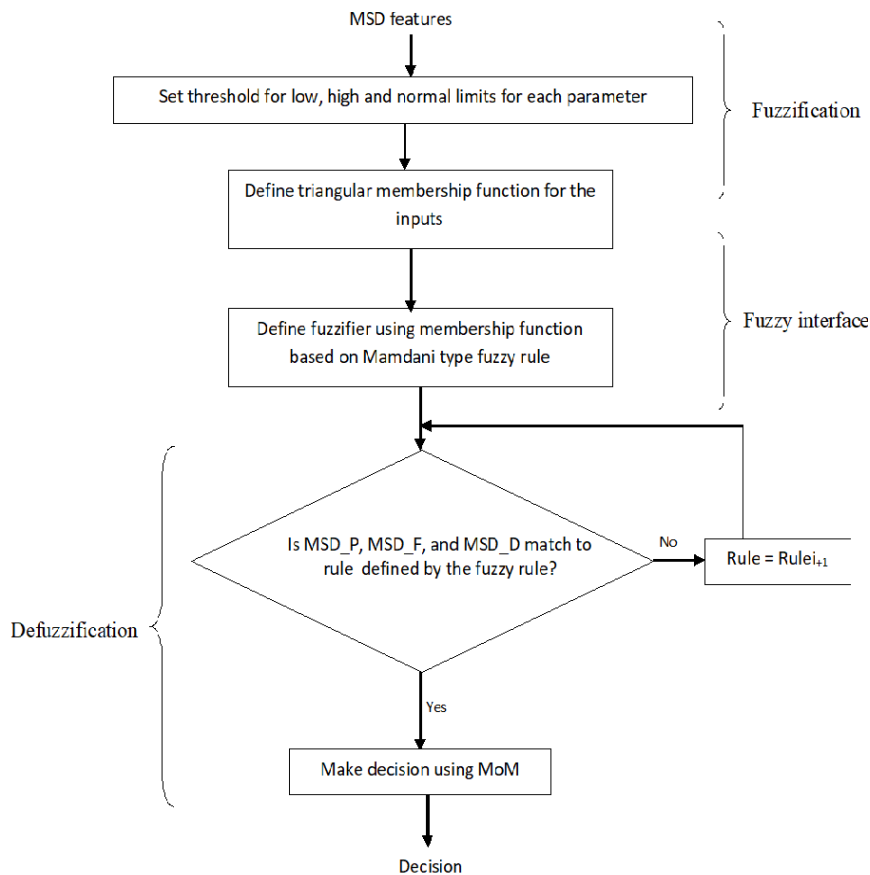 MSD features
Set threshold for low, high and normal limits for each parameter
Fuzzification
Define triangular membership function for the
inputs
Define fuzzifier using membership function
based on Mamdani type fuzzy rule
Fuzzy interface
Is MSD_P, MSD_F, and MSD_D match to
rule defined by the fuzzy rule?
No
Rule = Rulei+1
Defuzzification
Yes
Make decision using MoM
Decision